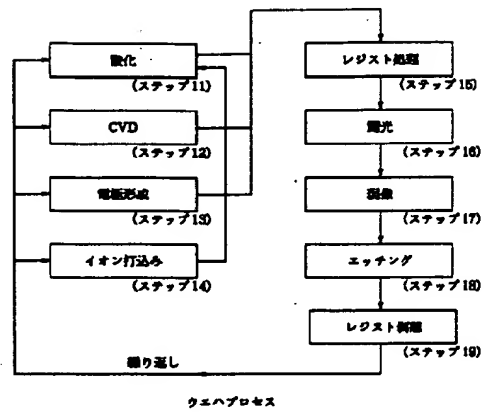 酸化
(ステップ11)
CVD
(ステップ12)
電極形成
(ステップ13)
イオン打込み
(ステップ14)
レジスト処理
(ステップ15)
露光
(ステップ16)
現像
(ステップ17)
エッチング
(ステップ18)
レジスト剥離
(ステップ19)
繰り返し
ウエハプロセス